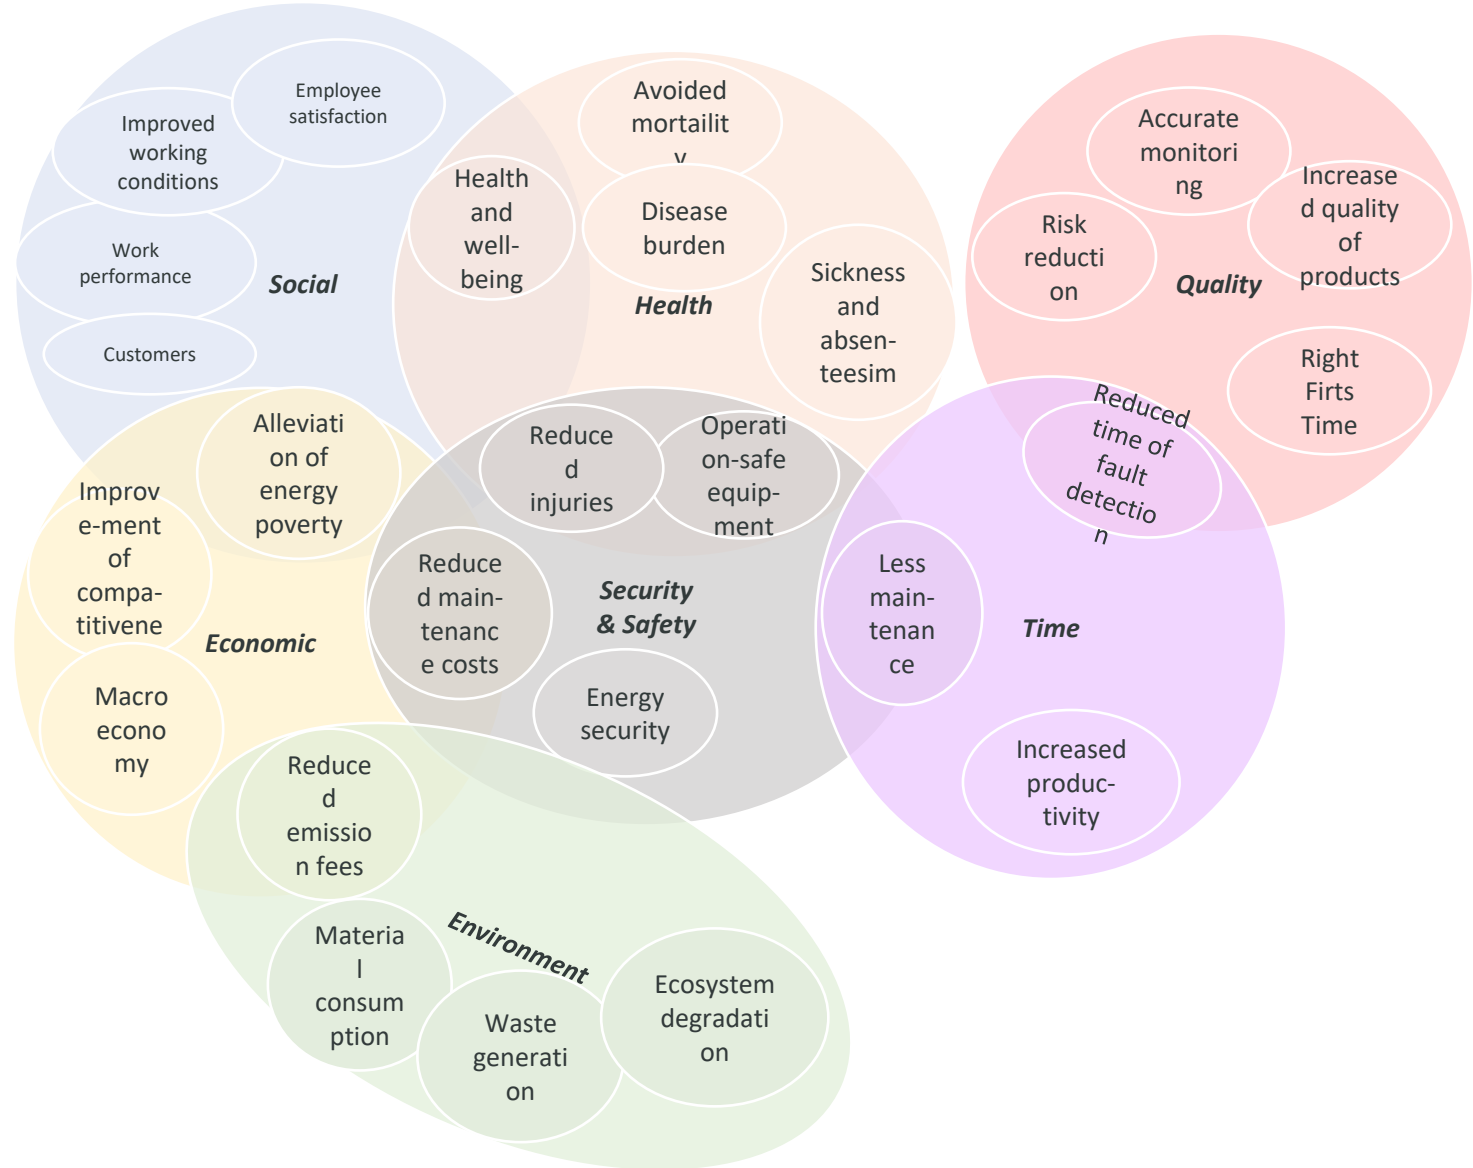 Employee
satisfaction
Improved
working
conditions
Work
performance
Customers
Social
Health
and
well-
being
Avoided
mortailit
y
Disease
burden
Sickness
and
absen-
teesim
Health
Accurate
monitori
ng
Increase
d quality
of
products
Risk
reducti
on
Quality
Right
Firts
Time
Reduced
time of
fault
detectio
n
Alleviati
on of
energy
poverty
Improv
e-ment
of
compa-
titivene
Economic
Macro
econo
my
Reduce
d
injuries
Operati
on-safe
equip-
ment
Reduce
d main-
tenanc
e costs
Security
& Safety
Energy
security
Less
main-
tenan
ce
Time
Increased
produc-
tivity
Reduce
d
emissio
n fees
Environment
Materia
l
consum
ption
Waste
generati
on
Ecosystem
degradati
on